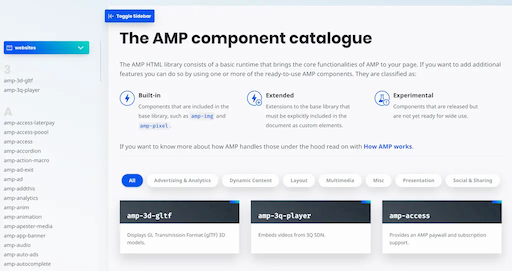 Toggle Sidebar
websites
3
amp-3d-gltf
amp-3q-player
A
amp-access-laterpay
amp-access-poool
amp-access
amp-accordion
amp-action-macro
amp-ad-exit
amp-ad
amp-addthis
amp-analytics
amp-anim
amp-animation
amp-apester-media
amp-app-banner
amp-audio
amp-auto-ads
amp-autocomplete
The AMP component catalogue
The AMP HTML library consists of a basic runtime that brings the core functionalities of AMP to your page. If you want to add additional
features you can do so by using one or more of the ready-to-use AMP components. They are classified as:
Built-in
Components that are included in the
base library, such as amp-img and
amp-pixel.
Extended
Extensions to the base library that
must be explicitly included in the
document as custom elements.
Experimental
Components that are released but
are not yet ready for wide use.
If you want to know more about how AMP handles those under the hood read on with How AMP works.
All
Advertising & Analytics
Dynamic Content
Layout
Multimedia
Misc
Presentation
Social & Sharing
amp-3d-gltf
Displays GL Transmission Format (glTF) 3D
models.
amp-3q-player
Embeds videos from 3Q SDN.
amp-access
Provides an AMP paywall and subscription
support.